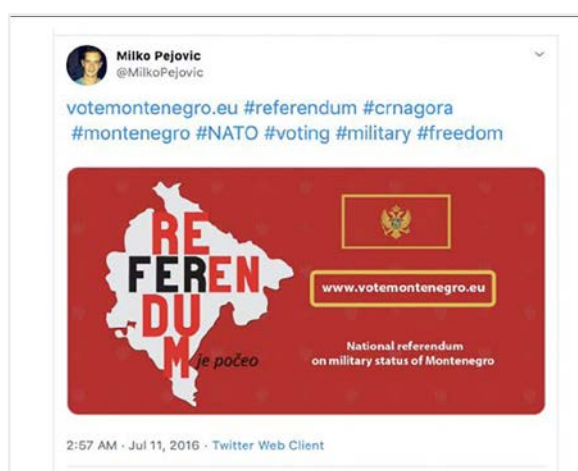 Milko Pejovic
@MilkoPejovic
votemontenegro.eu #referendum #crnagora
#montenegro #NATO #voting #military #freedom
RE
FEREN
DU
M je počeo
www.votemontenegro.eu
National referendum
on military status of Montenegro
2:57 AM · Jul 11, 2016 · Twitter Web Client